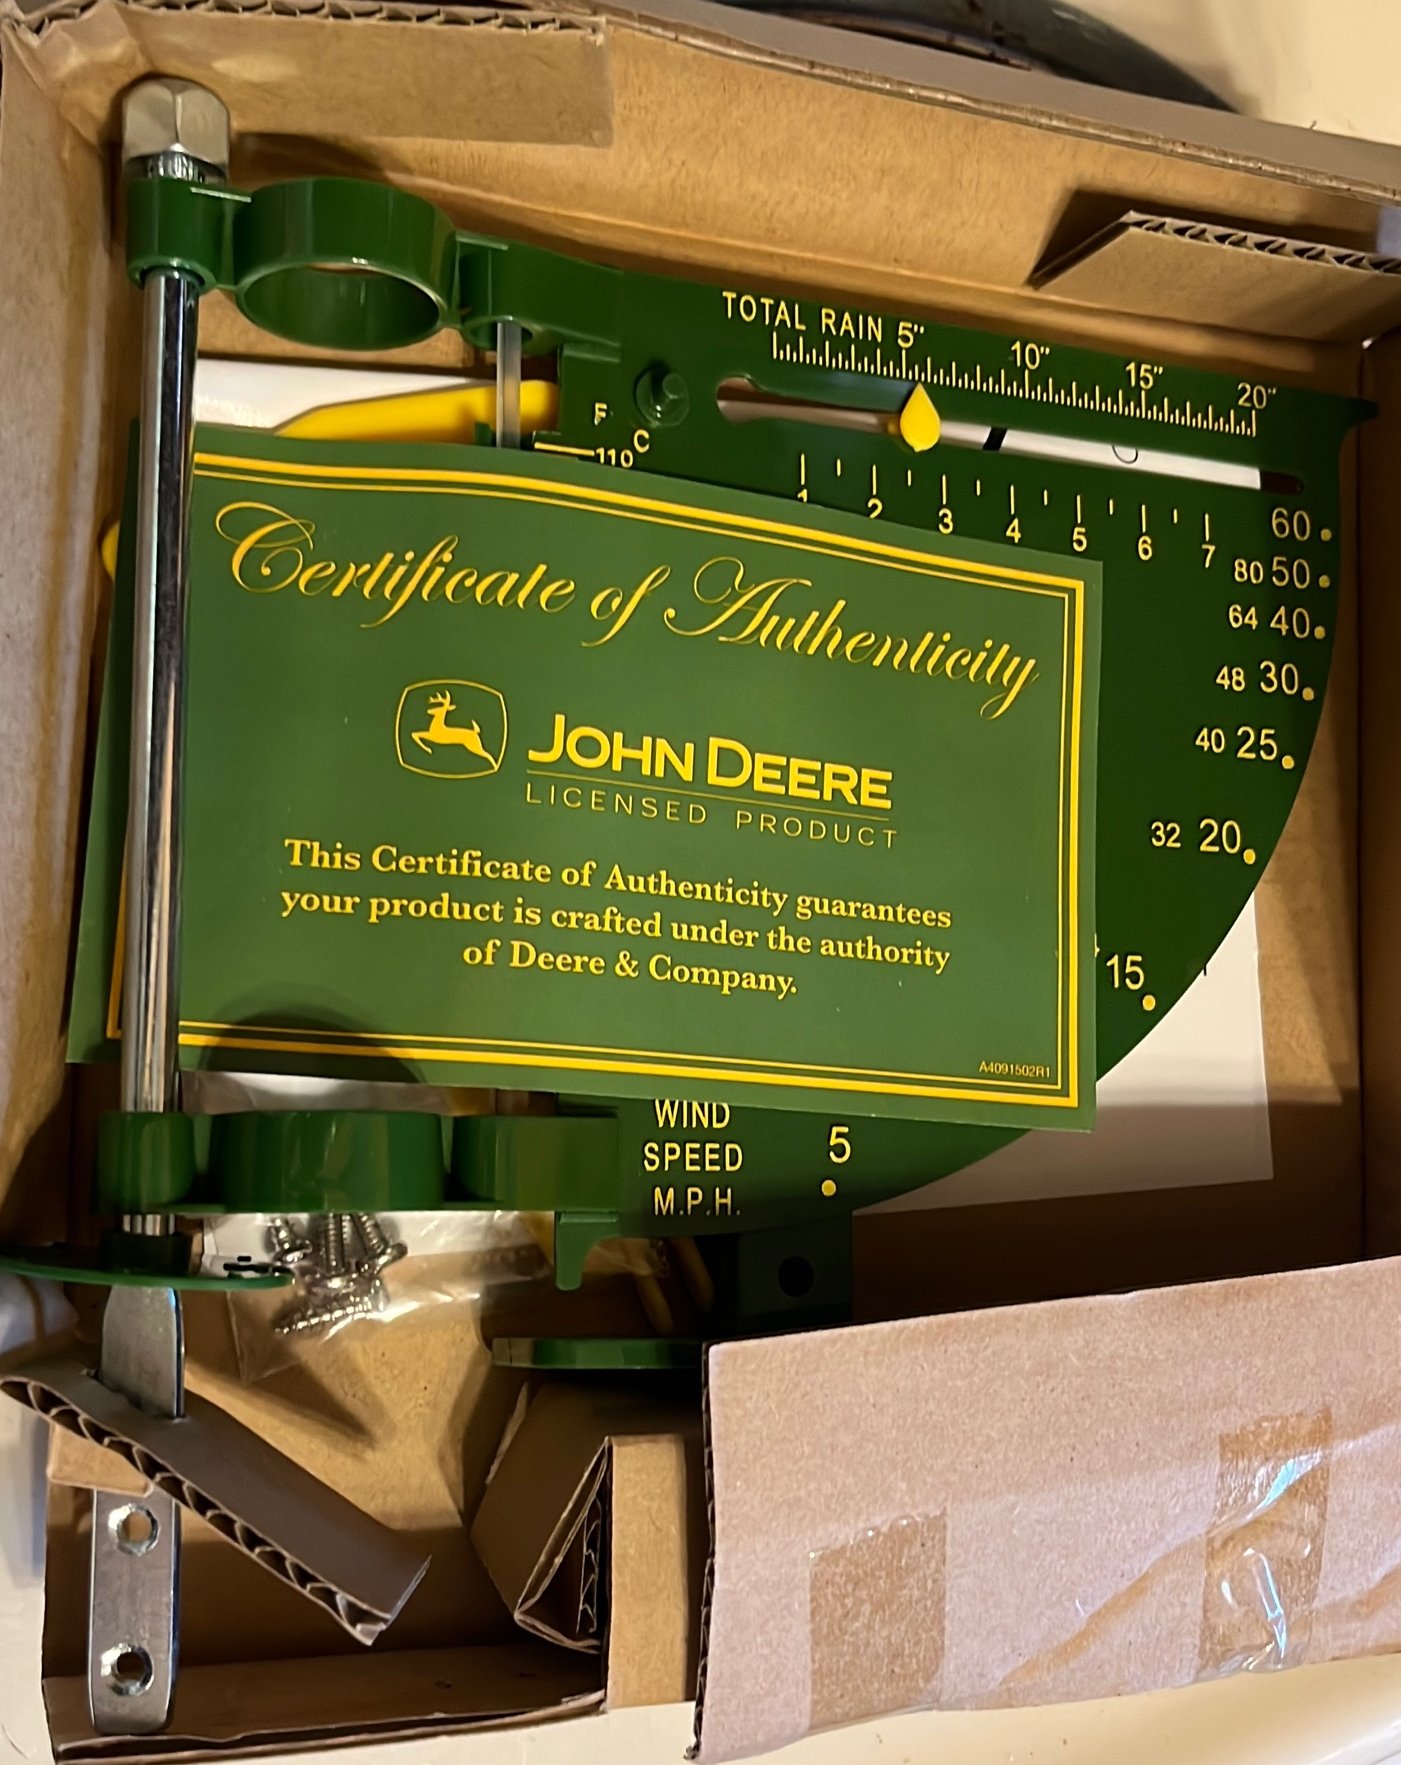 TOTAL RAIN 5" 10" 15" 20"
F C
110
1 2 3 4 5 6 7
60
80 50
64 40
48 30
40 25
32 20
15
Certificate of Authenticity
JOHN DEERE
LICENSED PRODUCT
This Certificate of Authenticity guarantees
your product is crafted under the authority
of Deere & Company.
A4091502R1
WIND
SPEED
M.P.H.
5